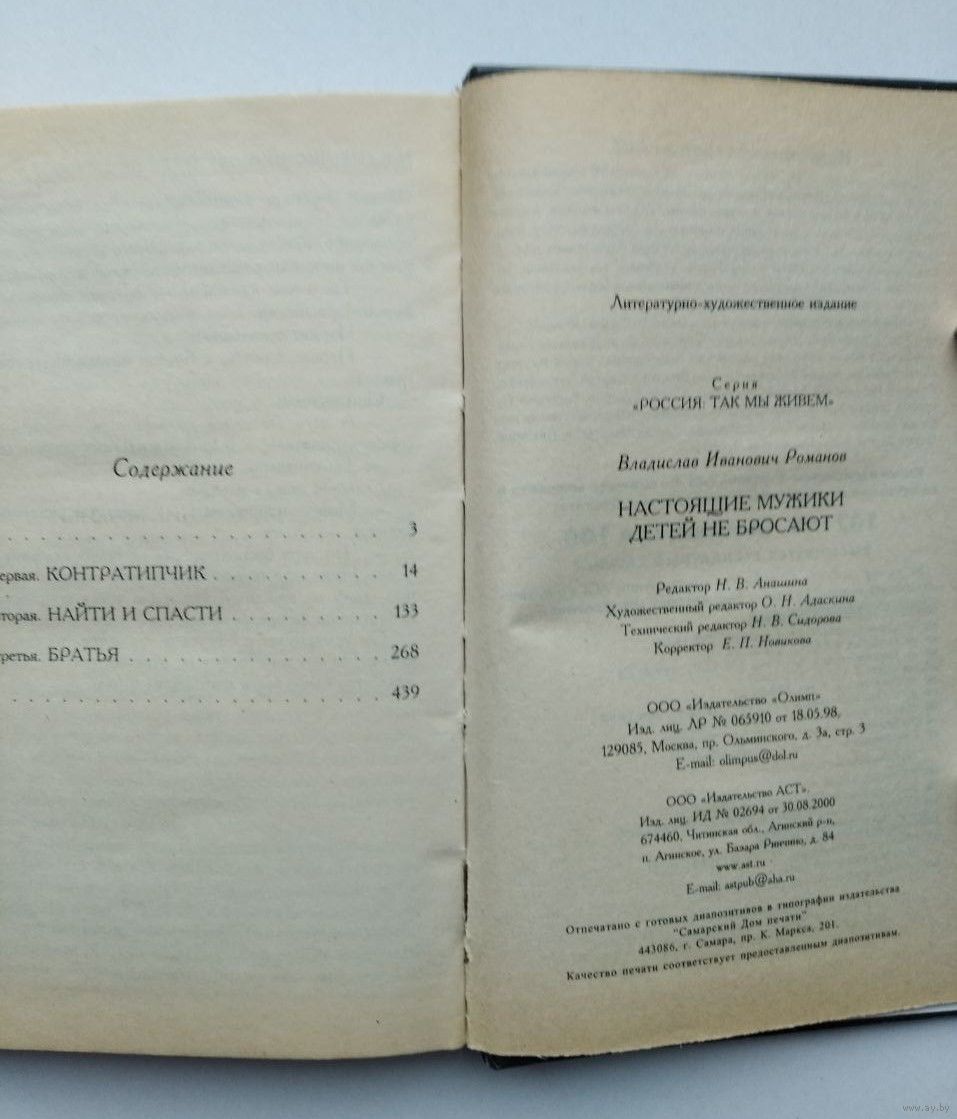 Содержание
3
ервая. КОНТРАТИПЧИК 14
торая. НАЙТИ И СПАСТИ 133
ретья. БРАТЬЯ 268
439
Литературно-художественное издание
Серия
«РОССИЯ: ТАК МЫ ЖИВЕМ»
Владислав Иванович Романов
НАСТОЯЩИЕ МУЖИКИ
ДЕТЕЙ НЕ БРОСАЮТ
Редактор Н. В. Анашина
Художественный редактор О. Н. Адаскина
Технический редактор Н. В. Сидорова
Корректор Е. П. Новикова
ООО «Издательство «Олимп»
Изд. лиц. ЛР № 065910 от 18.05.98.
129085, Москва, пр. Ольминского, д. 3а, стр. 3
E-mail: olimpus@dol.ru
ООО «Издательство АСТ».
Изд. лиц. ИД № 02694 от 30.08.2000
674460, Читинская обл., Агинский р-н,
п. Агинское, ул. Базара Ринчино, д. 84
www.ast.ru
E-mail: astpub@aha.ru
Отпечатано с готовых диапозитивов в типографии издательства
"Самарский Дом печати"
443086, г. Самара, пр. К. Маркса, 201.
Качество печати соответствует предоставленным диапозитивам.
www.ay.by